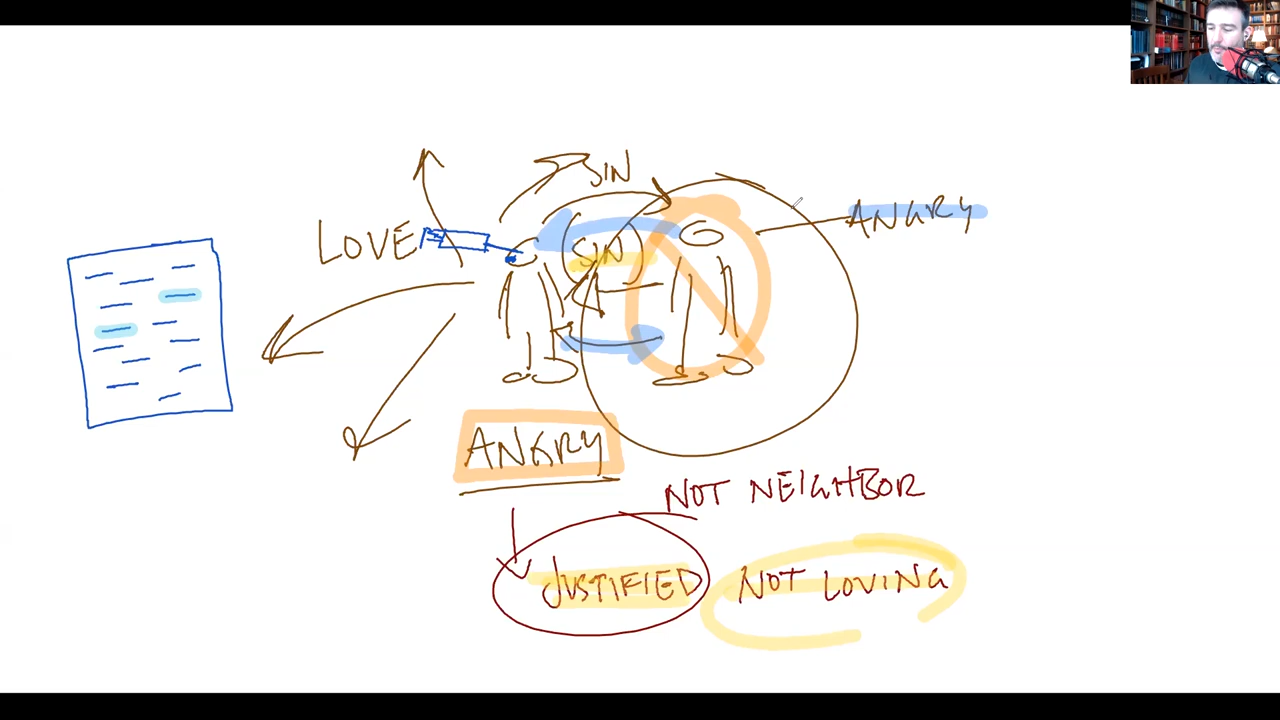 SIN
LOVE
SIN
ANGRY
ANGRY
NOT NEIGHBOR
JUSTIFIED
NOT LOVING